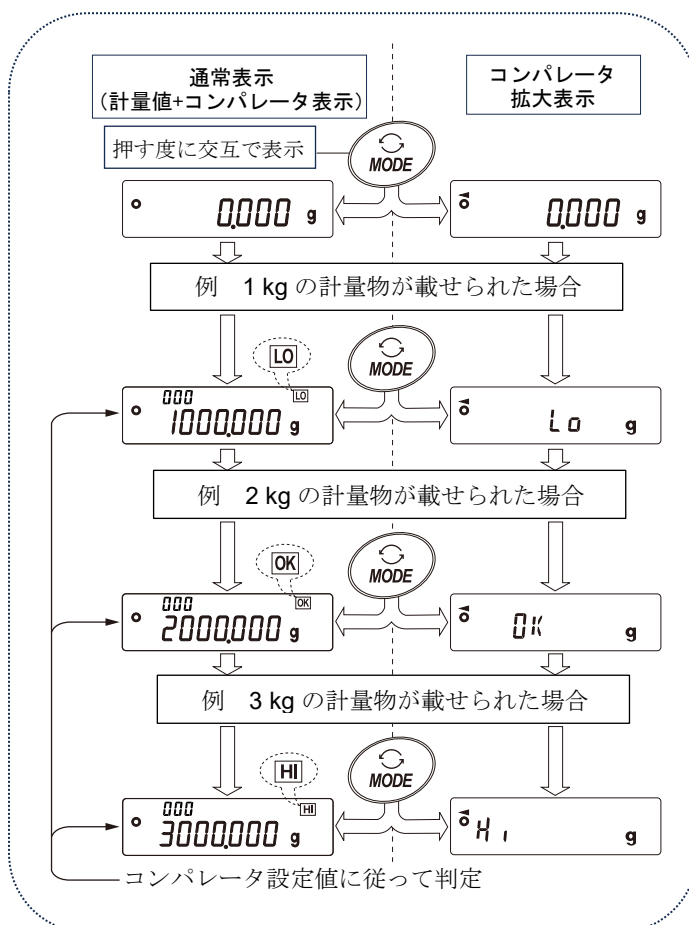 通常表示
(計量値+コンパレータ表示)
コンパレータ
拡大表示
押す度に交互で表示
MODE
0.000 g
0.000 g
例 1 kg の計量物が載せられた場合
LO
MODE
000
LO
1000.000 g
Lo g
例 2 kg の計量物が載せられた場合
OK
MODE
000
OK
2000.000 g
OK g
例 3 kg の計量物が載せられた場合
HI
MODE
000
HI
3000.000 g
Hi g
コンパレータ設定値に従って判定